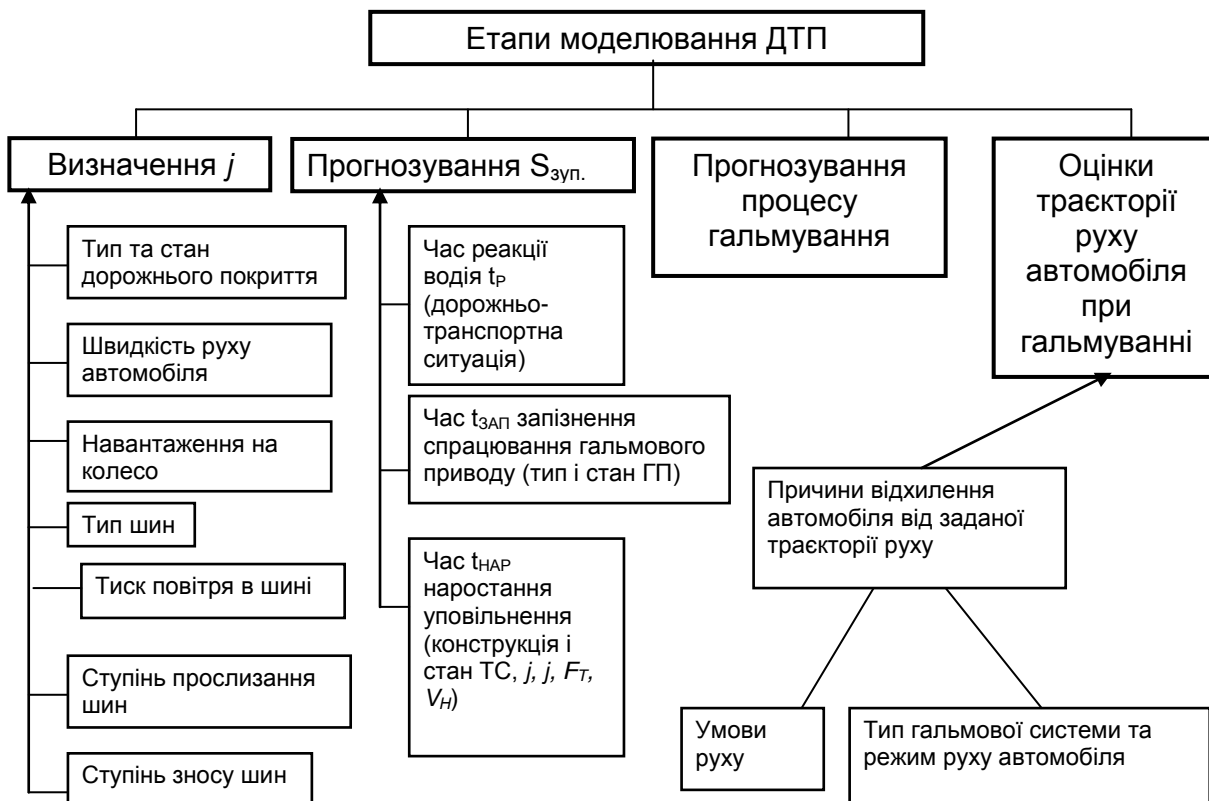 Етапи моделювання ДТП
Визначення j
Прогнозування Sзуп.
Прогнозування
процесу
гальмування
Оцінки
траєкторії
руху
автомобіля
при
гальмуванні
Тип та стан
дорожнього покриття
Швидкість руху
автомобіля
Навантаження на
колесо
Тип шин
Тиск повітря в шині
Ступінь прослизання
шин
Ступінь зносу шин
Час реакції
водія tР
(дорожньо-
транспортна
ситуація)
Час tЗАП запізнення
спрацювання гальмового
приводу (тип і стан ГП)
Час tНАР
наростання
уповільнення
(конструкція і
стан ТС, j, j, FТ,
VН)
Причини відхилення
автомобіля від заданої
траєкторії руху
Умови
руху
Тип гальмової системи та
режим руху автомобіля